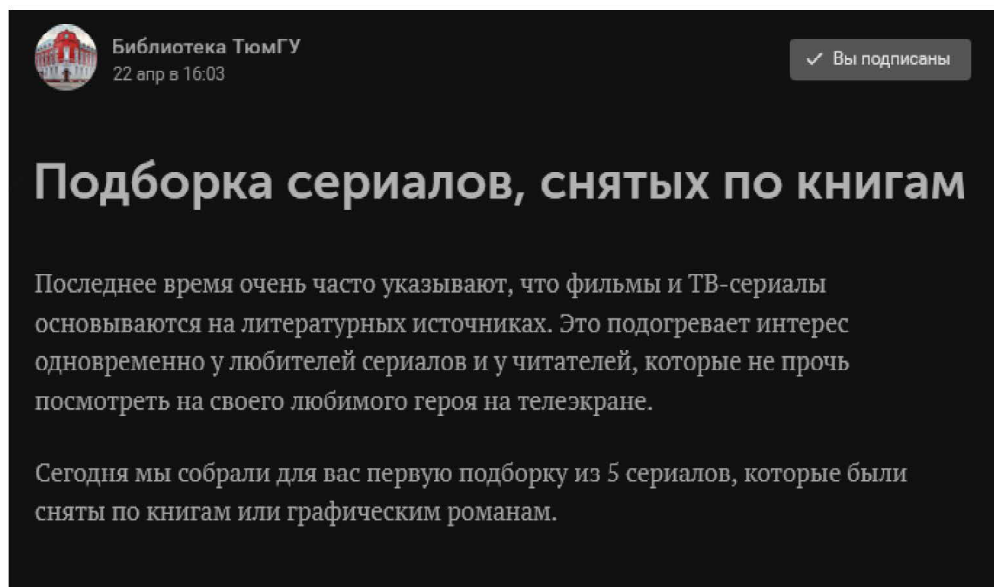 Библиотека ТюмГУ
22 апр в 16:03
Вы подписаны
Подборка сериалов, снятых по книгам
Последнее время очень часто указывают, что фильмы и ТВ-сериалы
основываются на литературных источниках. Это подогревает интерес
одновременно у любителей сериалов и у читателей, которые не прочь
посмотреть на своего любимого героя на телеэкране.
Сегодня мы собрали для вас первую подборку из 5 сериалов, которые были
сняты по книгам или графическим романам.